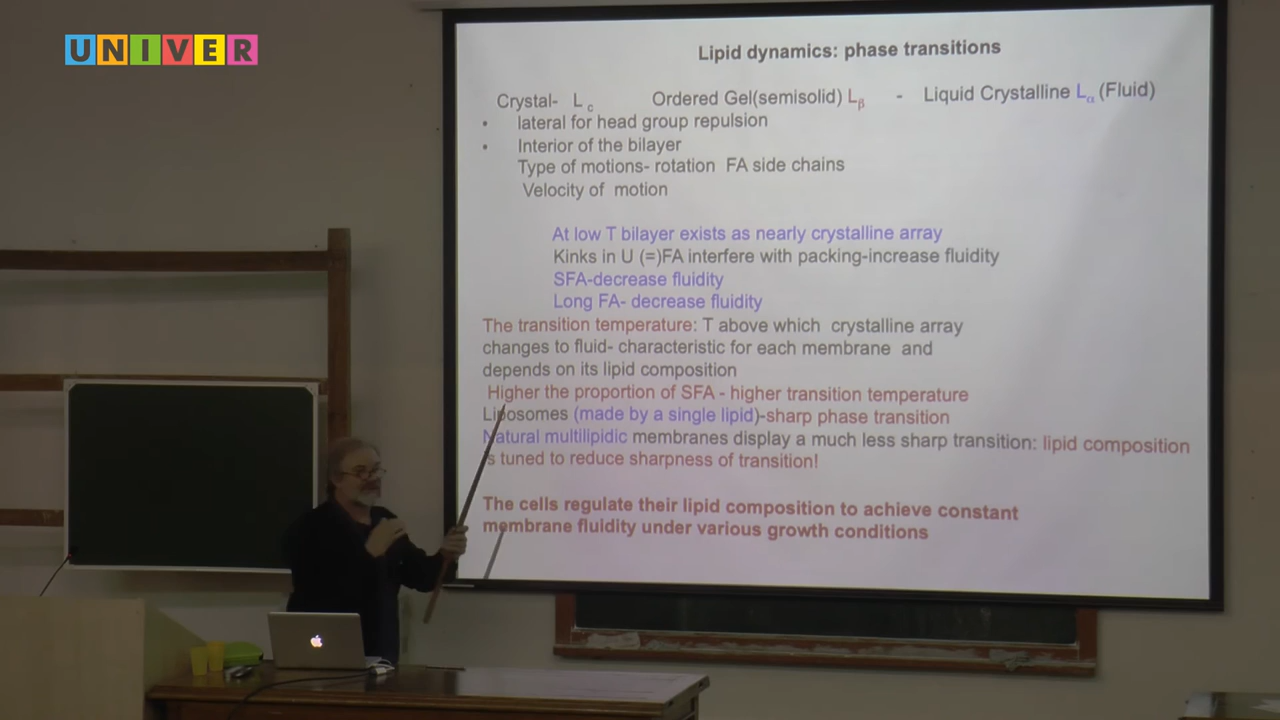 UNIVER
Lipid dynamics: phase transitions
Crystal- Lc Ordered Gel(semisolid) Lβ - Liquid Crystalline Lα (Fluid)
• lateral for head group repulsion
• Interior of the bilayer
Type of motions- rotation FA side chains
Velocity of motion
At low T bilayer exists as nearly crystalline array
Kinks in U (=)FA interfere with packing-increase fluidity
SFA-decrease fluidity
Long FA- decrease fluidity
The transition temperature: T above which crystalline array
changes to fluid- characteristic for each membrane and
depends on its lipid composition
Higher the proportion of SFA - higher transition temperature
Liposomes (made by a single lipid)-sharp phase transition
Natural multilipidic membranes display a much less sharp transition: lipid composition
is tuned to reduce sharpness of transition!
The cells regulate their lipid composition to achieve constant
membrane fluidity under various growth conditions